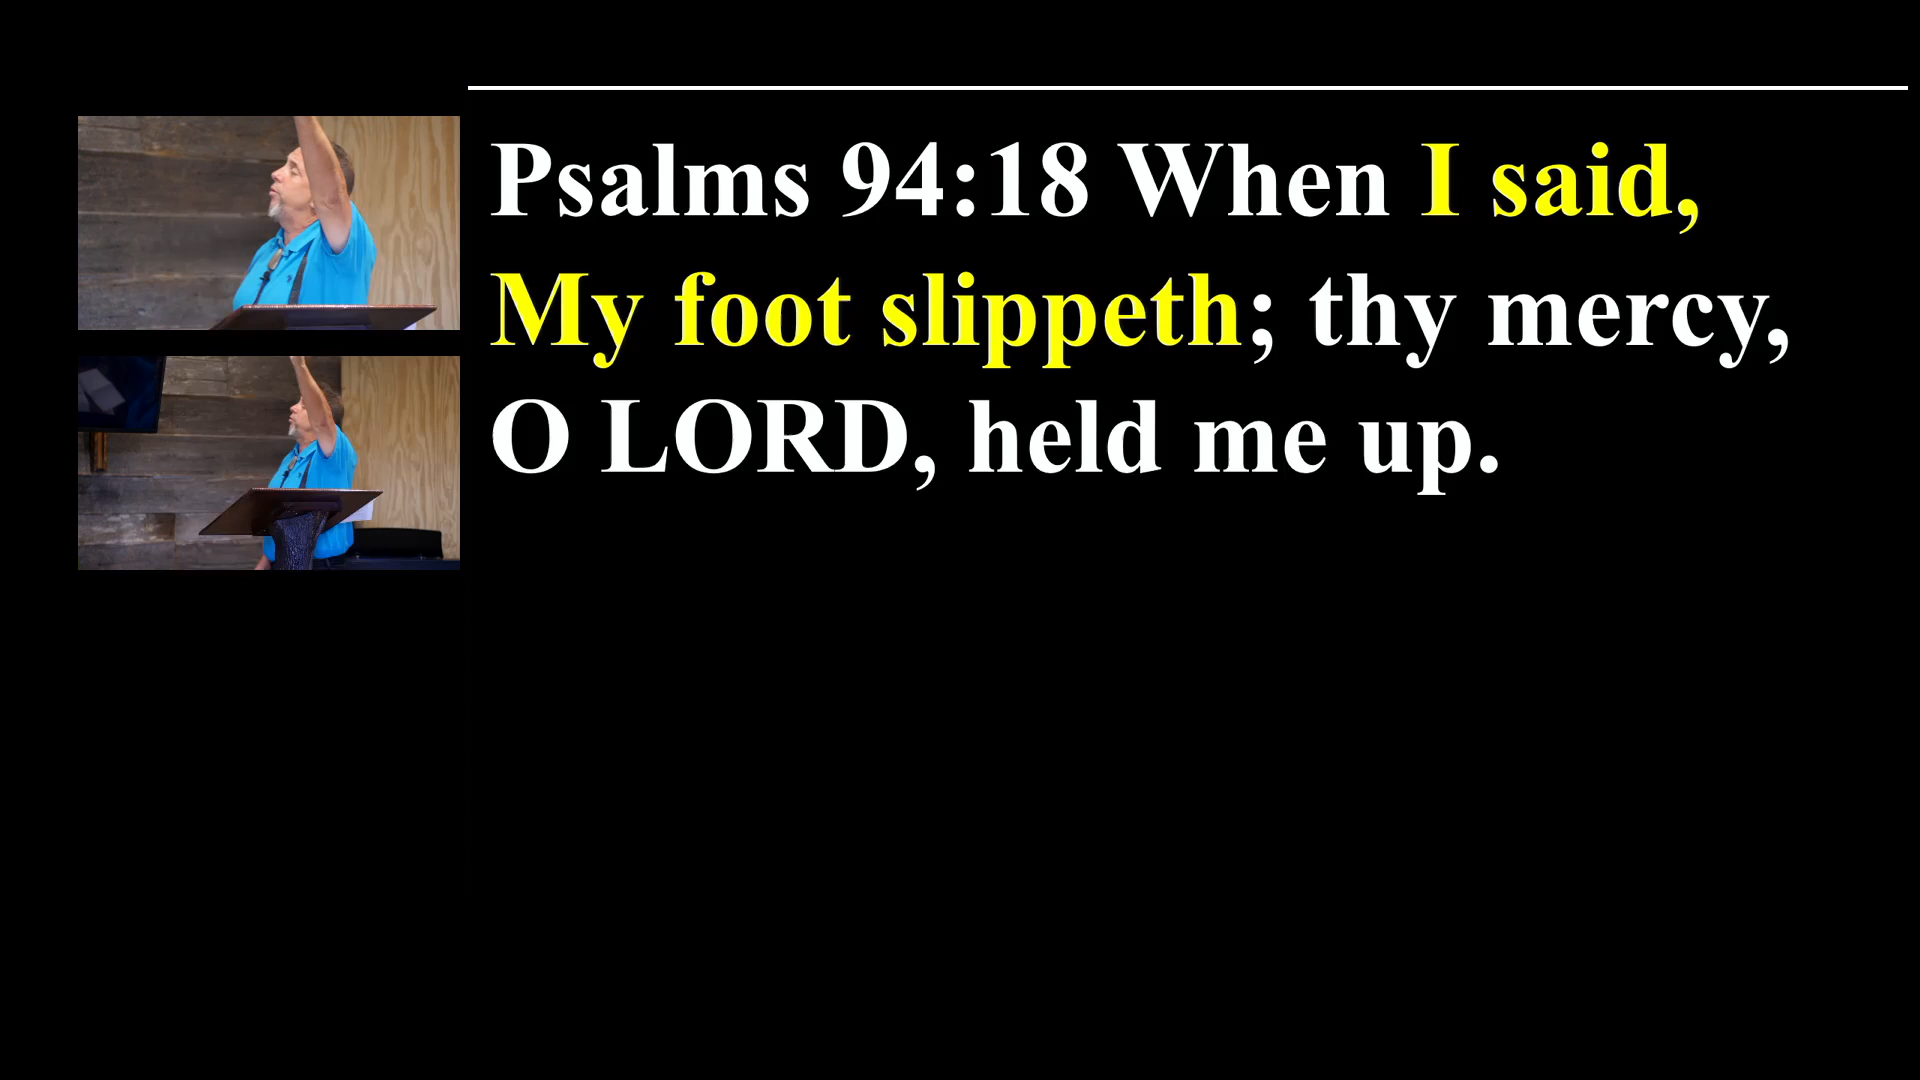 Psalms 94:18 When I said,
My foot slippeth; thy mercy,
O LORD, held me up.